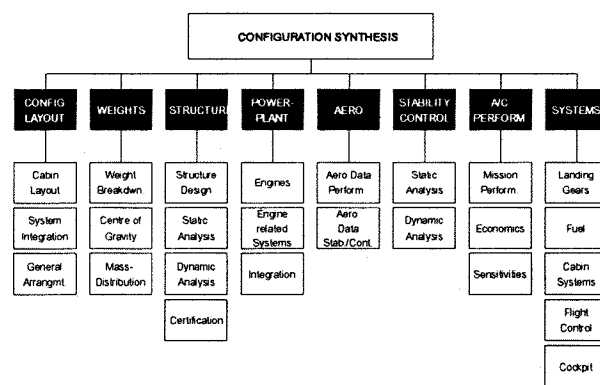 CONFIGURATION SYNTHESIS
CONFIG
LAYOUT
WEIGHTS
STRUCTURE
POWER-
PLANT
AERO
STABILITY
CONTROL
A/C
PERFORM
SYSTEMS
Cabin
Layout
System
Integration
General
Arrangmt.
Weight
Breakdwn.
Centre of
Gravity
Mass-
Distribution
Structure
Design
Static
Analysis
Dynamic
Analysis
Certification
Engines
Engine
related
Systems
Integration
Aero Data
Perform
Aero
Data
Stab./Cont.
Static
Analysis
Dynamic
Analysis
Mission
Perform.
Economics
Sensitivities
Landing
Gears
Fuel
Cabin
Systems
Flight
Control
Cockpit